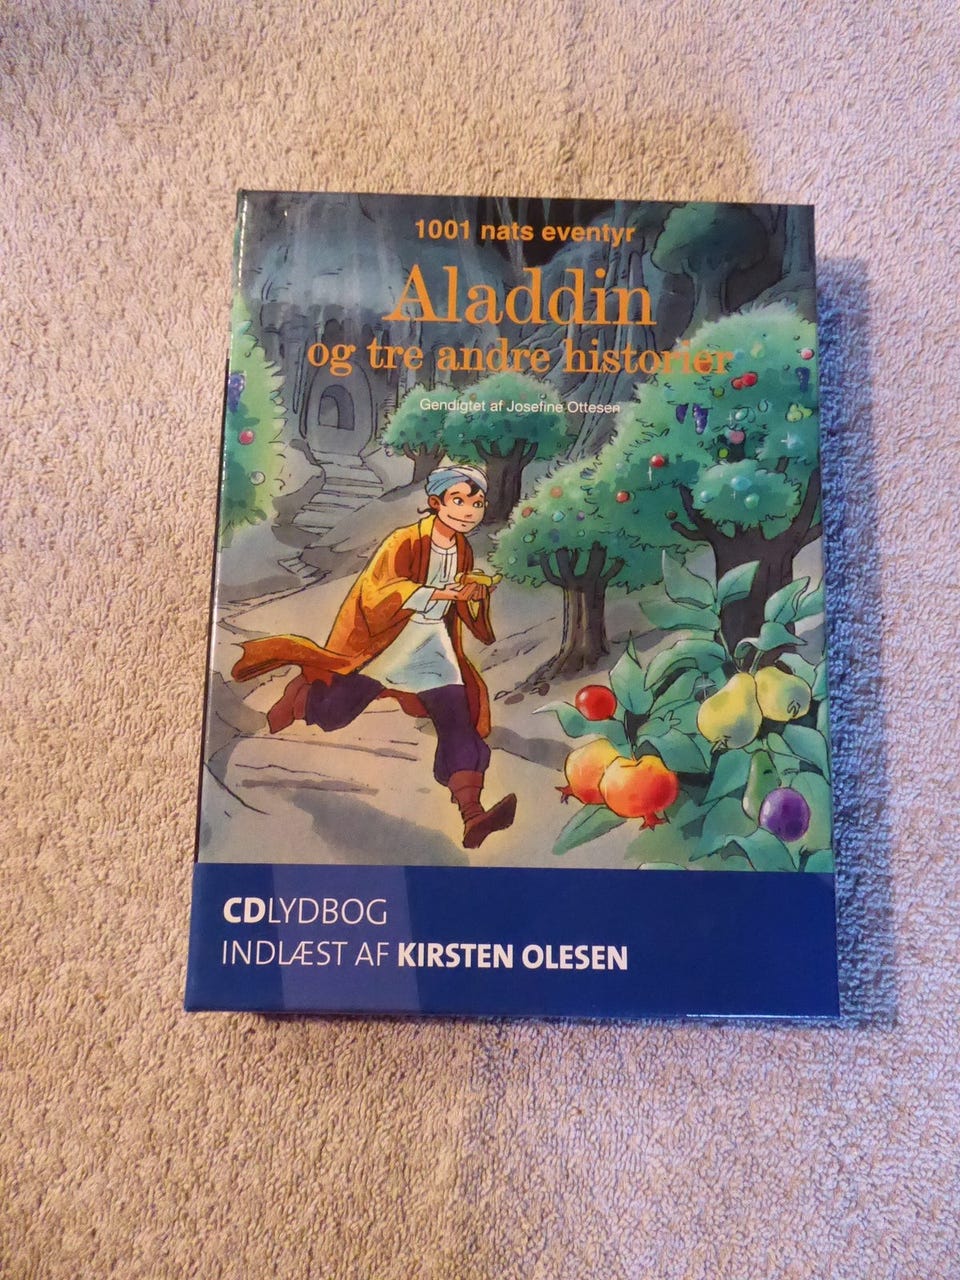 1001 nats eventyr
Aladdin
og tre andre historier
Gendigtet af Josefine Ottesen
CDLYDBOG
INDLÆST AF KIRSTEN OLESEN